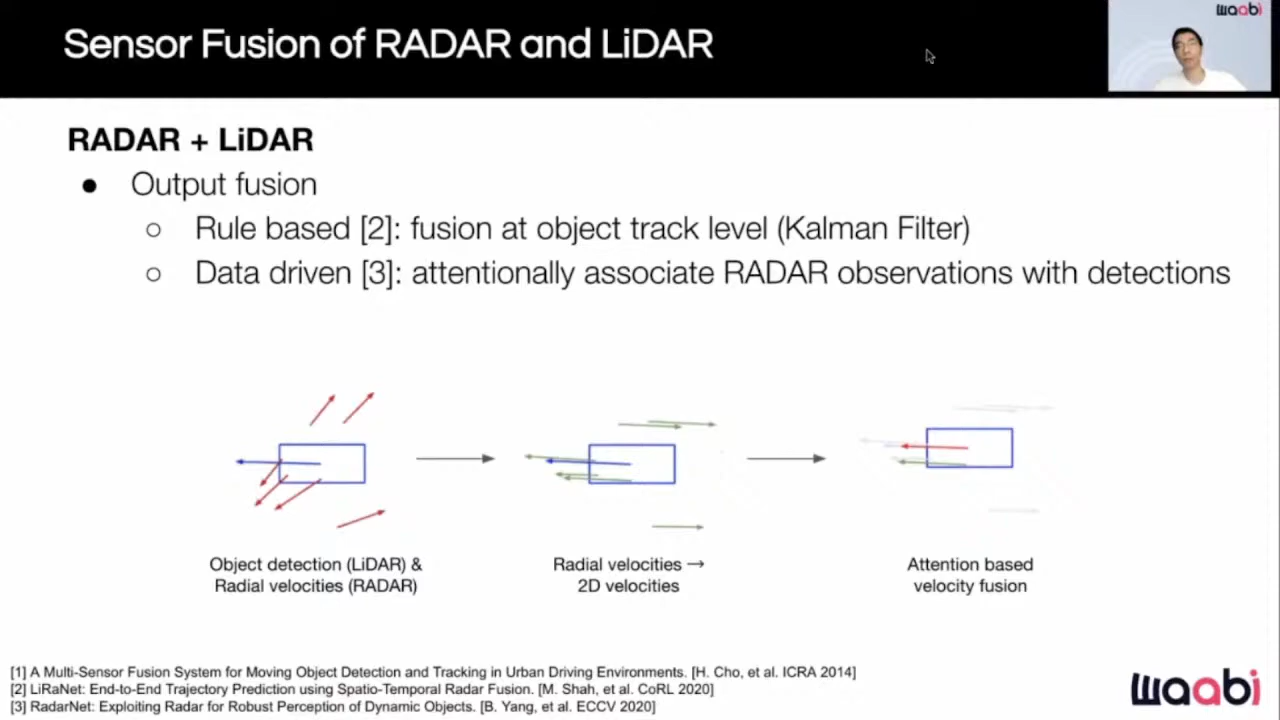 Sensor Fusion of RADAR and LiDAR
waabi
RADAR + LiDAR
● Output fusion
○ Rule based [2]: fusion at object track level (Kalman Filter)
○ Data driven [3]: attentionally associate RADAR observations with detections
Object detection (LiDAR) &
Radial velocities (RADAR)
Radial velocities →
2D velocities
Attention based
velocity fusion
[1] A Multi-Sensor Fusion System for Moving Object Detection and Tracking in Urban Driving Environments. [H. Cho, et al. ICRA 2014]
[2] LiRaNet: End-to-End Trajectory Prediction using Spatio-Temporal Radar Fusion. [M. Shah, et al. CoRL 2020]
[3] RadarNet: Exploiting Radar for Robust Perception of Dynamic Objects. [B. Yang, et al. ECCV 2020]
waabi